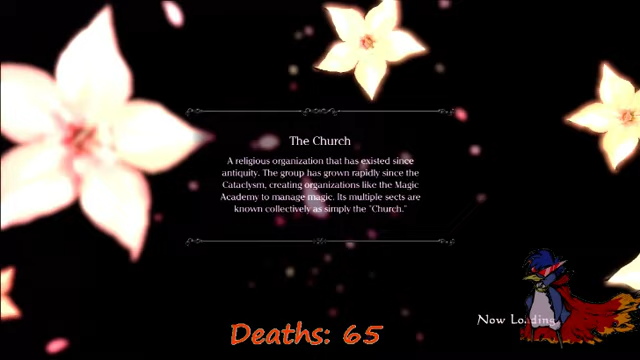 The Church
A religious organization that has existed since
antiquity. The group has grown rapidly since the
Cataclysm, creating organizations like the Magic
Academy to manage magic. Its multiple sects are
known collectively as simply the "Church."
Now Loading
Deaths: 65